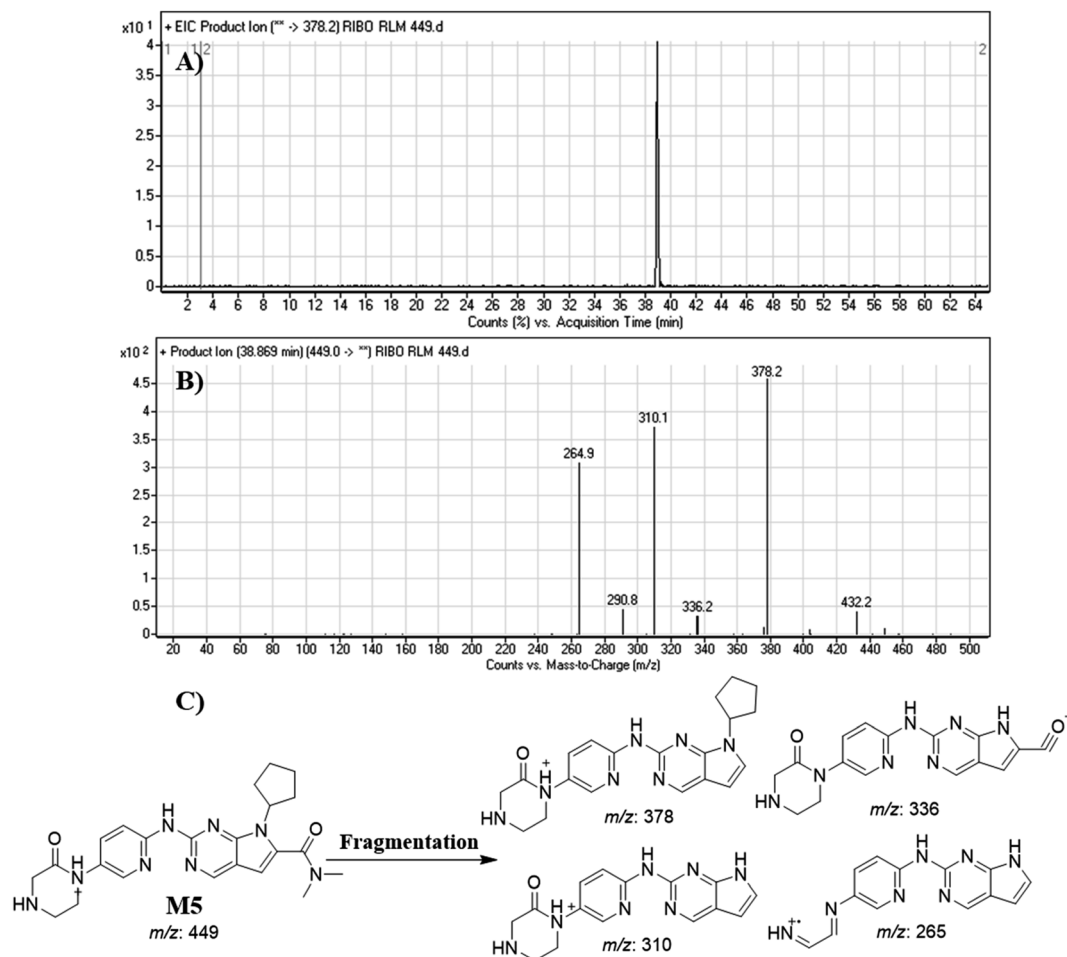 + EIC Product Ion (** -> 378.2) RIBO RLM 449.d
x10 1
1 1 2 2
A)
4
3.5
3
2.5
2
1.5
1
0.5
0
2 4 6 8 10 12 14 16 18 20 22 24 26 28 30 32 34 36 38 40 42 44 46 48 50 52 54 56 58 60 62 64
Counts (%) vs. Acquisition Time (min)
+ Product Ion (38.869 min) (449.0 -> **) RIBO RLM 449.d
x10 2
B)
4.5
4
3.5
3
2.5
2
1.5
1
0.5
0
378.2
310.1
264.9
290.8
336.2
432.2
20 40 60 80 100 120 140 160 180 200 220 240 260 280 300 320 340 360 380 400 420 440 460 480 500
Counts vs. Mass-to-Charge (m/z)
C)
O H N + HN N H N N N N O N
M5
m/z: 449
Fragmentation
O H N + HN N H N N N N
m/z: 378
O N HN N H N N N H N O+
m/z: 336
O H N + HN N H N N N H N
m/z: 310
HN +• N N H N N N H N
m/z: 265